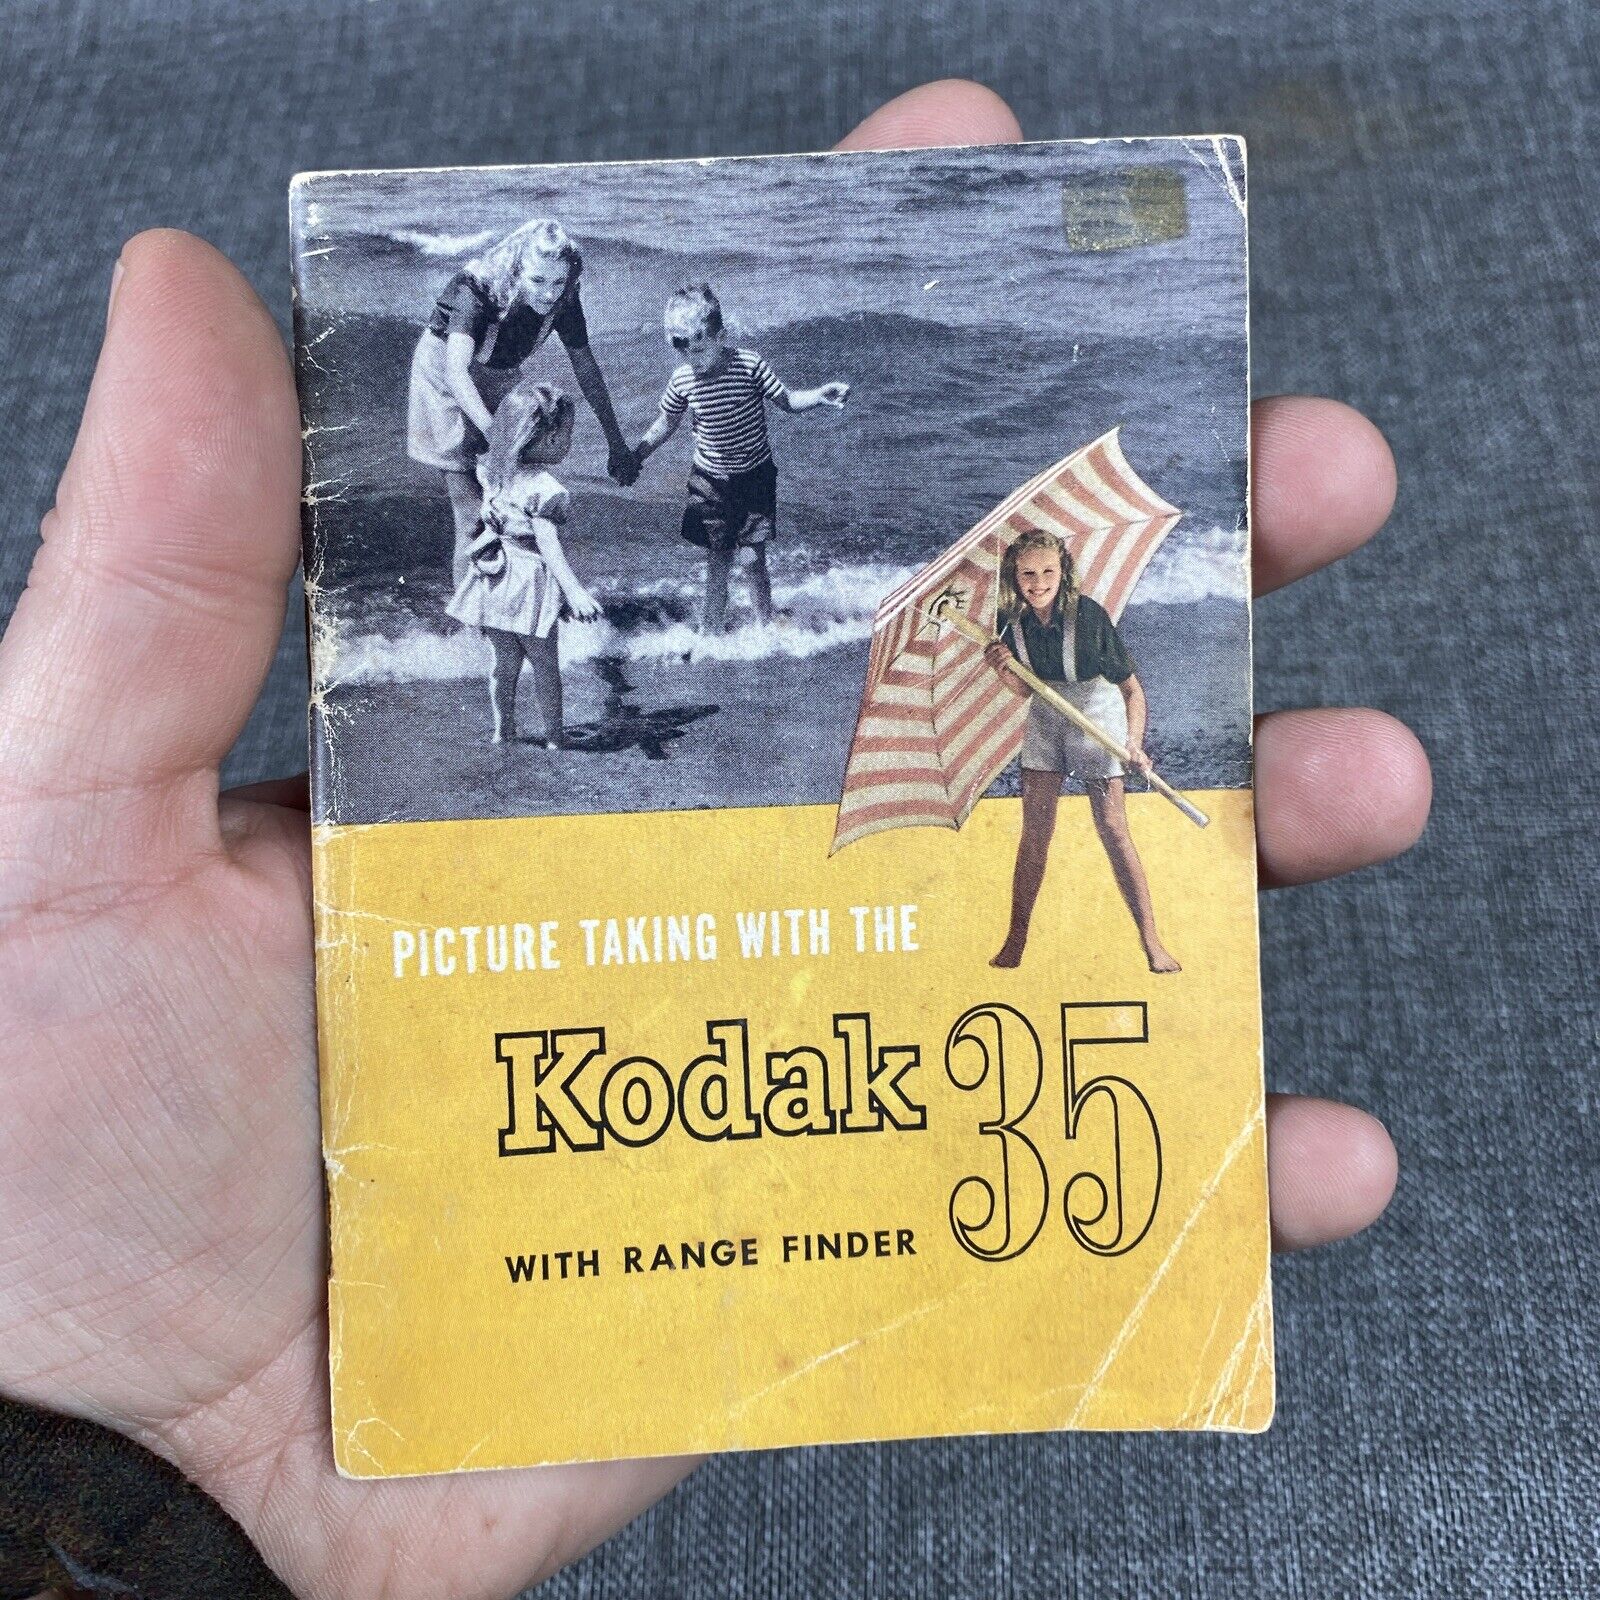 PICTURE TAKING WITH THE
Kodak 35
WITH RANGE FINDER